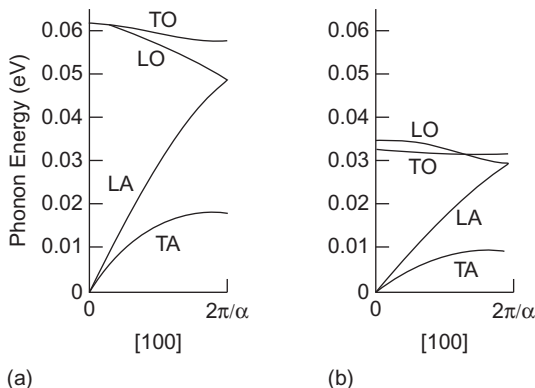 Phonon Energy (eV)
0.06
0.05
0.04
0.03
0.02
0.01
0
TO
LO
LA
TA
0
2π/α
[100]
(a)
0.06
0.05
0.04
0.03
0.02
0.01
0
LO
TO
LA
TA
0
2π/α
[100]
(b)